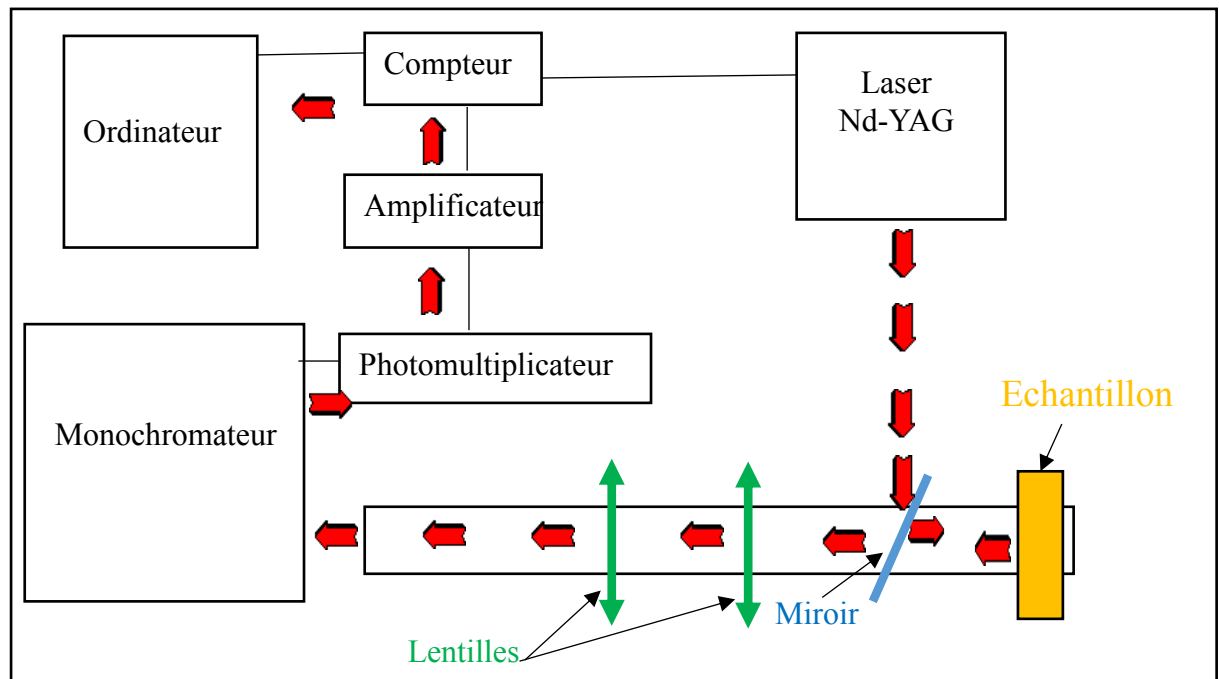 Compteur
Laser
Nd-YAG
Ordinateur
Amplificateur
Photomultiplicateur
Echantillon
Monochromateur
Miroir
Lentilles